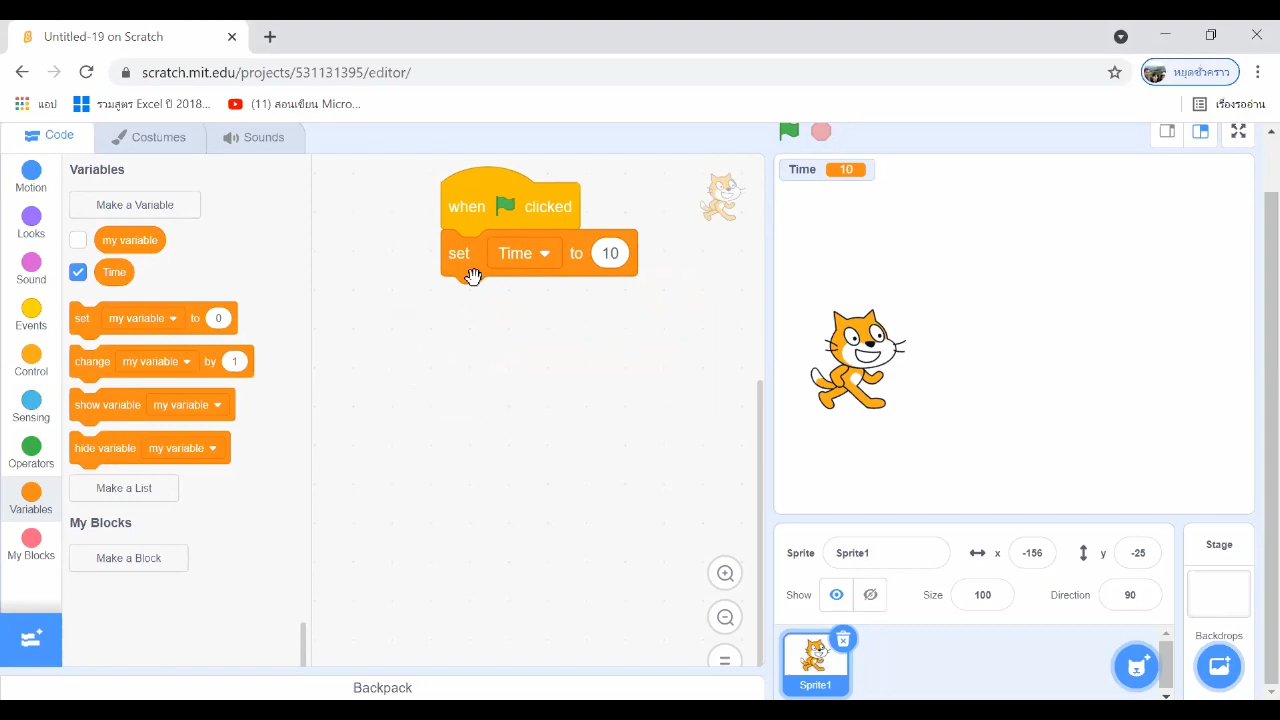 Untitled-19 on Scratch
scratch.mit.edu/projects/531131395/editor/
หยุดชั่วคราว
แอป
รวมสูตร Excel ปี 2018...
(11) สอนเขียน Micro...
เรื่องรออ่าน
Code
Costumes
Sounds
Motion
Looks
Sound
Events
Control
Sensing
Operators
Variables
My Blocks
Variables
Make a Variable
my variable
Time
set my variable to 0
change my variable by 1
show variable my variable
hide variable my variable
Make a List
My Blocks
Make a Block
when clicked
set Time to 10
Backpack
Time 10
Sprite Sprite1 x -156 y -25
Show Size 100 Direction 90
Sprite1
Stage
Backdrops